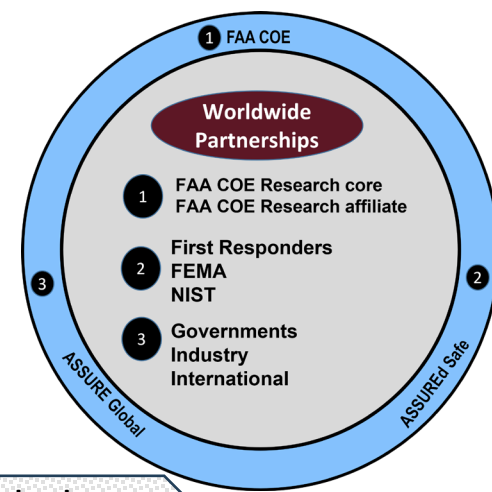 1 FAA COE
Worldwide
Partnerships
1
FAA COE Research core
FAA COE Research affiliate
2
First Responders
FEMA
NIST
3
Governments
Industry
International
3
2
ASSURE Global
ASSUREd Safe